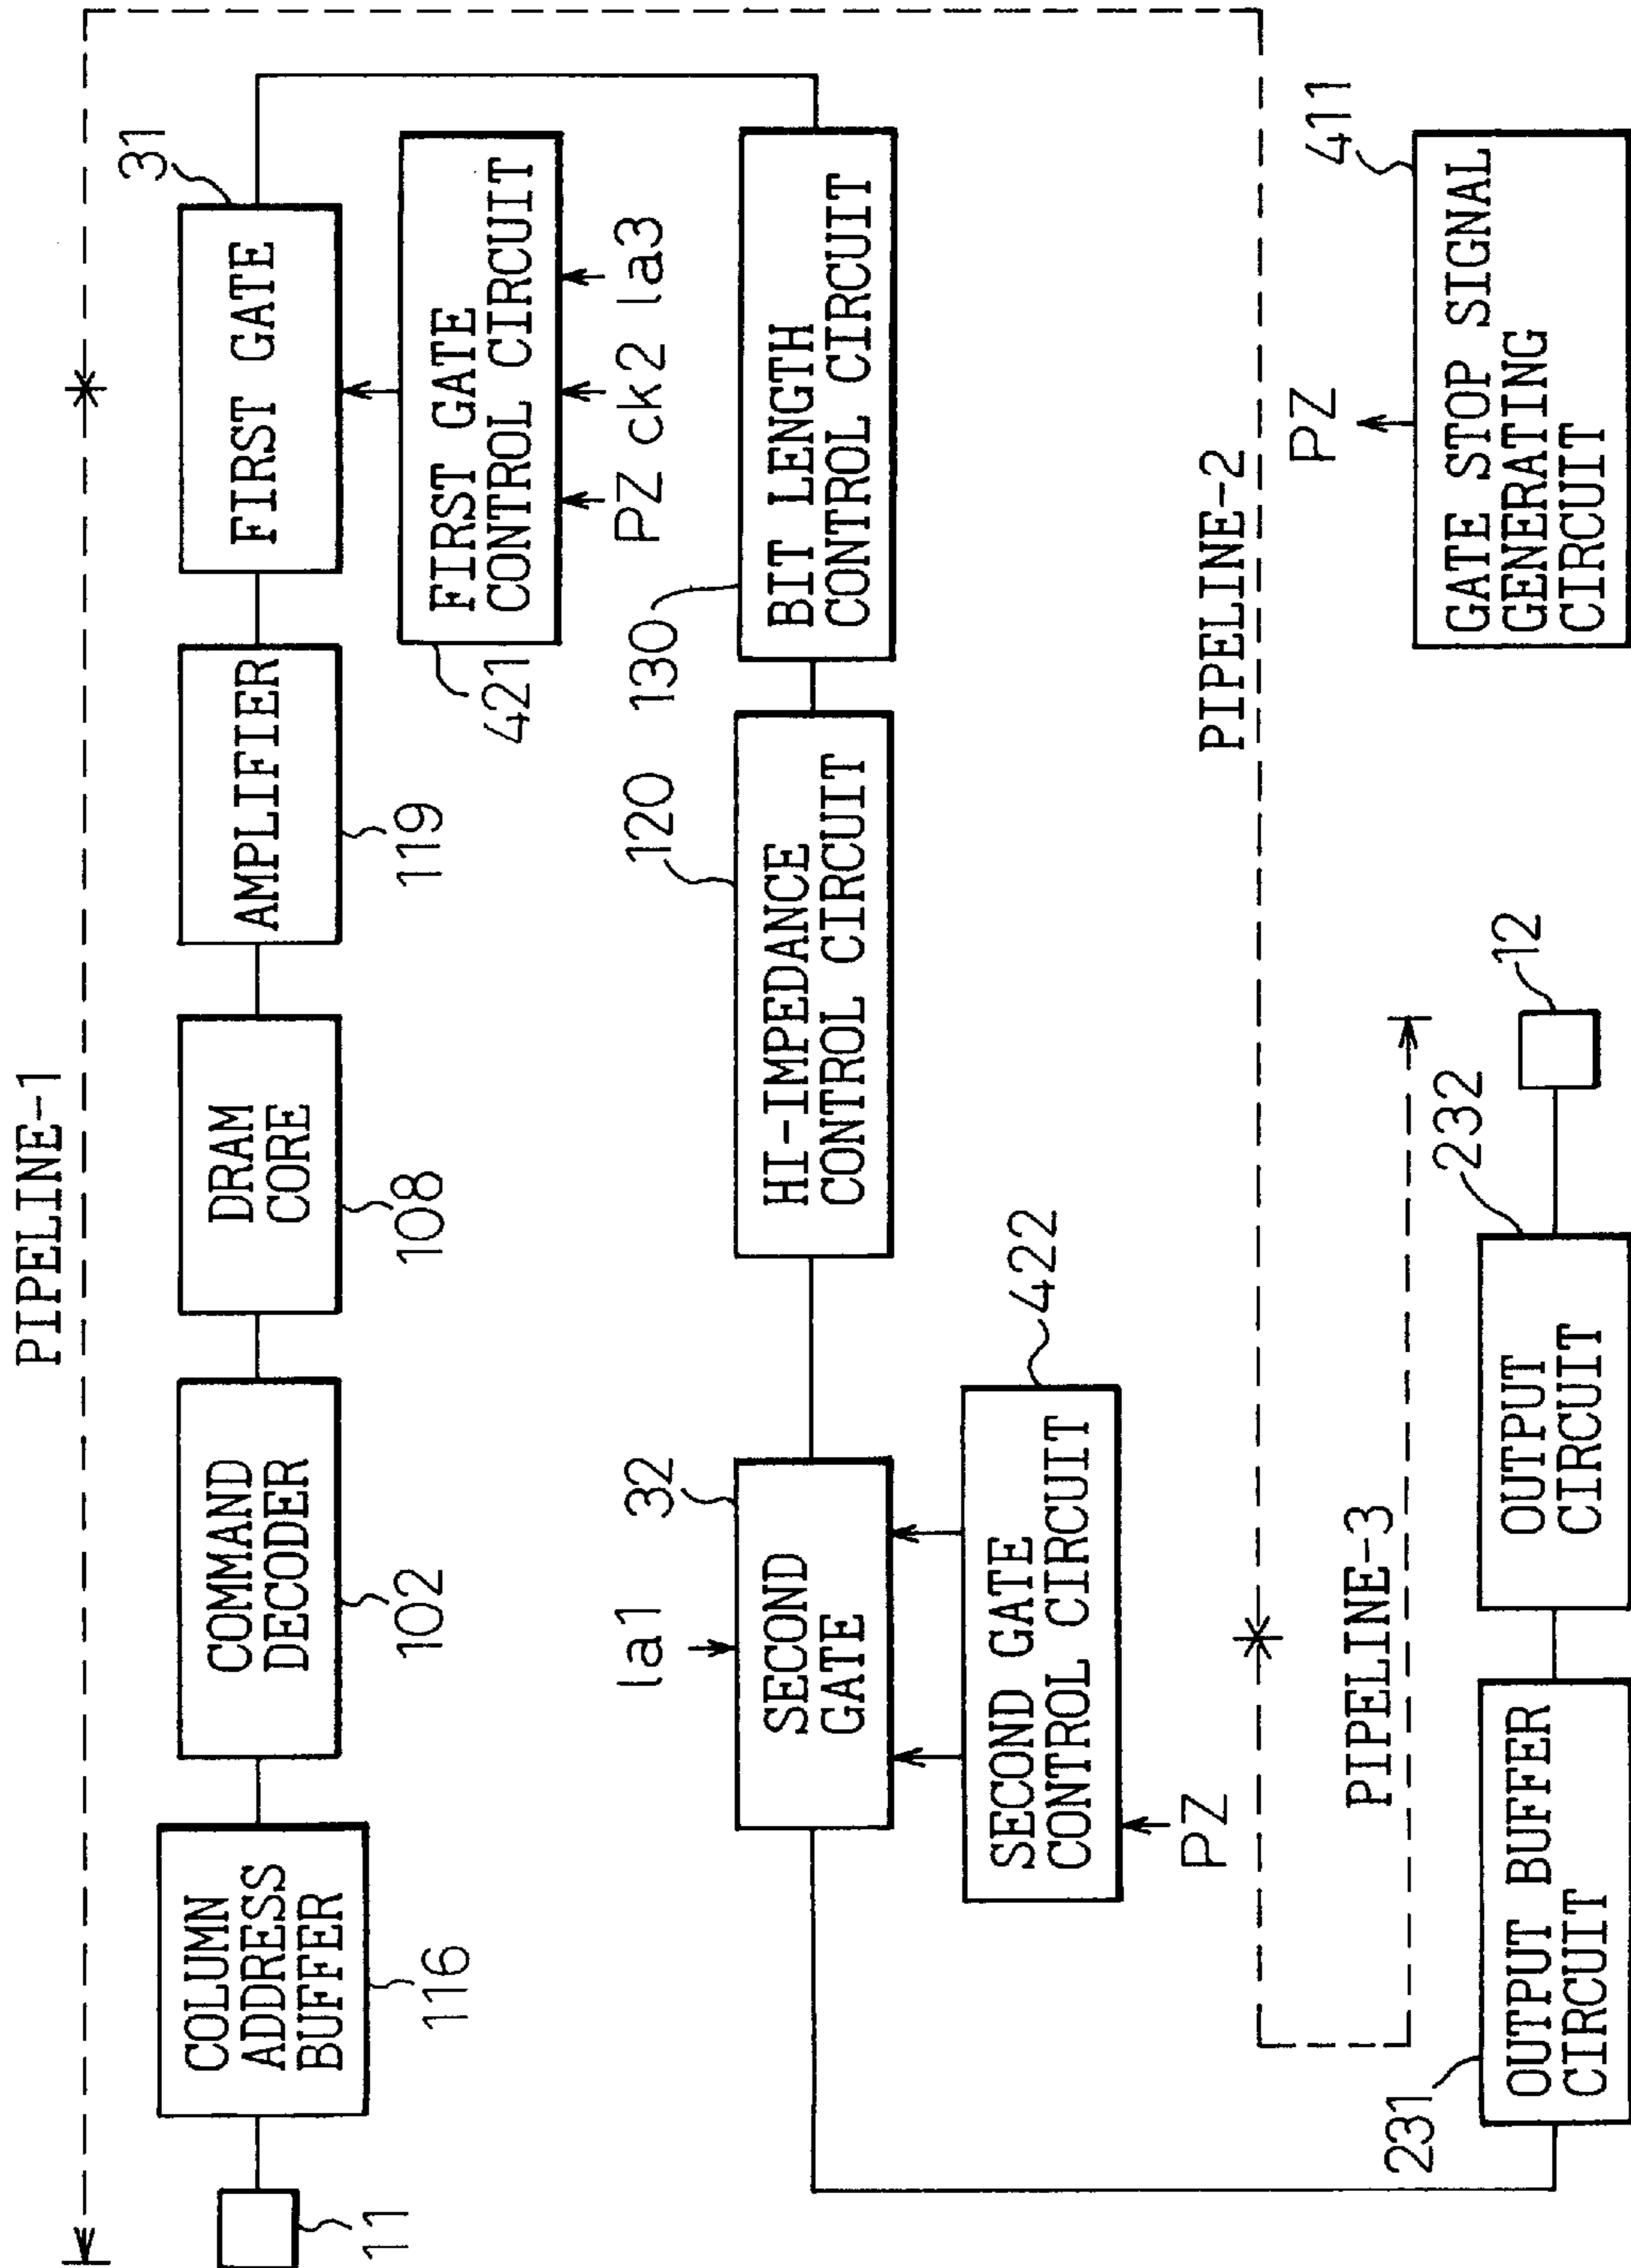 PIPELINE-1
11
COLUMN
ADDRESS
BUFFER
116
COMMAND
DECODER
102
DRAM
CORE
108
AMPLIFIER
119
FIRST GATE
31
FIRST GATE
CONTROL CIRCUIT
421
PZ ck2 la3
la1
SECOND
GATE
32
HI-IMPEDANCE
CONTROL CIRCUIT
120
BIT LENGTH
CONTROL CIRCUIT
130
SECOND GATE
CONTROL CIRCUIT
422
PZ
PIPELINE-2
PIPELINE-3
OUTPUT BUFFER
CIRCUIT
231
OUTPUT
CIRCUIT
232
12
PZ
GATE STOP SIGNAL
GENERATING
CIRCUIT
411